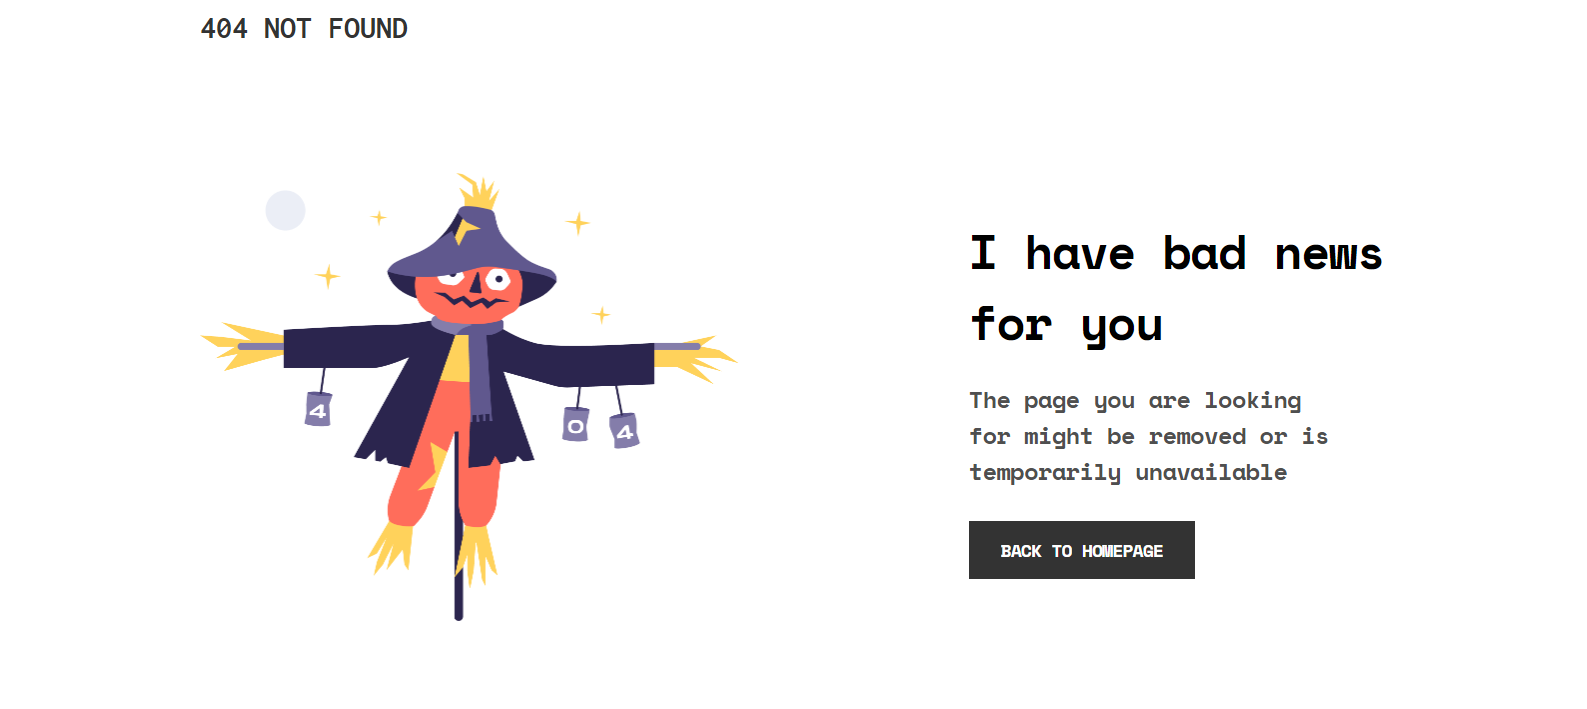 404 NOT FOUND
4
0
4
I have bad news
for you
The page you are looking
for might be removed or is
temporarily unavailable
BACK TO HOMEPAGE